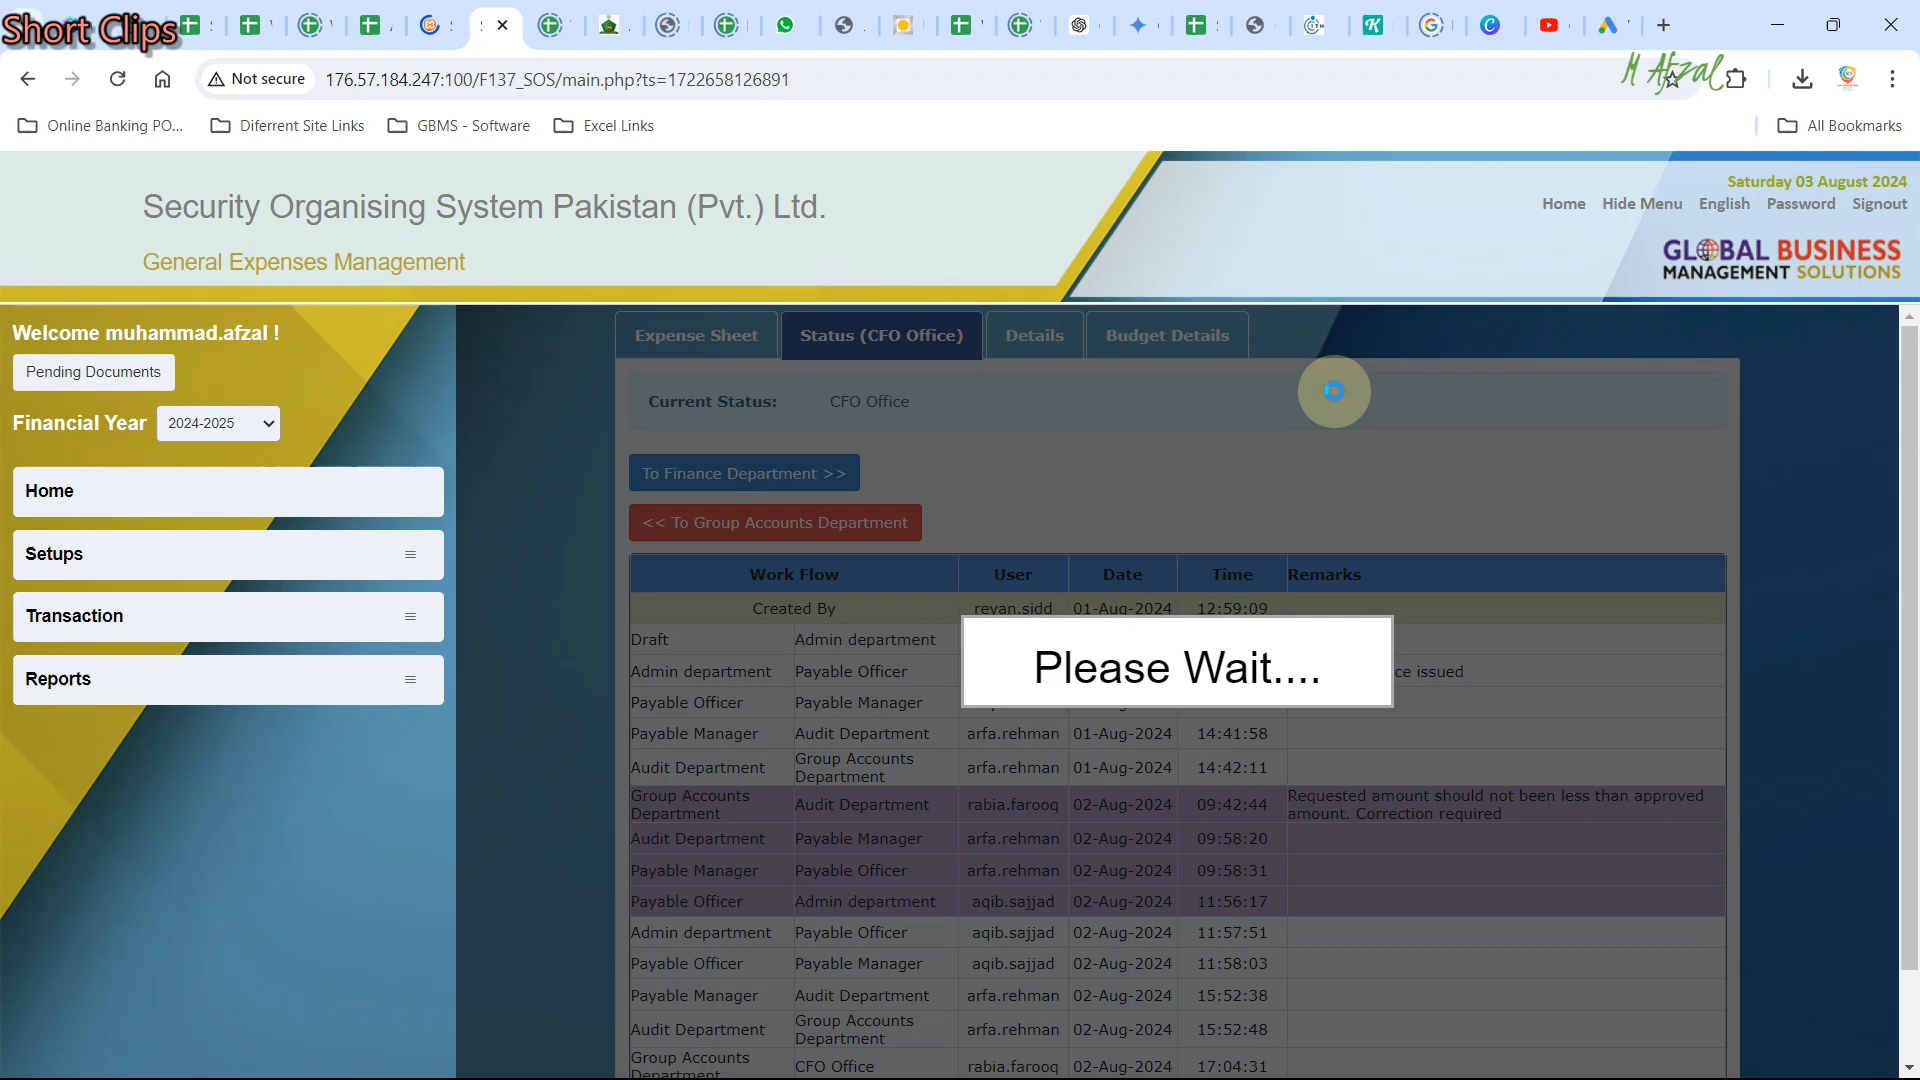 Short Clips
Not secure
176.57.184.247:100/F137_SOS/main.php?ts=1722658126891
M Afzal
Online Banking PO...
Diferrent Site Links
GBMS - Software
Excel Links
All Bookmarks
Security Organising System Pakistan (Pvt.) Ltd.
General Expenses Management
Saturday 03 August 2024
Home Hide Menu English Password Signout
GLOBAL BUSINESS
MANAGEMENT SOLUTIONS
Welcome muhammad.afzal !
Pending Documents
Financial Year 2024-2025
Home
Setups
Transaction
Reports
Expense Sheet Status (CFO Office) Details Budget Details
Current Status: CFO Office
To Finance Department >>
<< To Group Accounts Department
Work Flow User Date Time Remarks
Created By reyan.sidd 01-Aug-2024 12:59:09
Draft Admin department
Admin department Payable Officer ce issued
Please Wait....
Payable Officer Payable Manager
Payable Manager Audit Department arfa.rehman 01-Aug-2024 14:41:58
Audit Department Group Accounts Department arfa.rehman 01-Aug-2024 14:42:11
Group Accounts Department Audit Department rabia.farooq 02-Aug-2024 09:42:44 Requested amount should not been less than approved amount. Correction required
Audit Department Payable Manager arfa.rehman 02-Aug-2024 09:58:20
Payable Manager Payable Officer arfa.rehman 02-Aug-2024 09:58:31
Payable Officer Admin department aqib.sajjad 02-Aug-2024 11:56:17
Admin department Payable Officer aqib.sajjad 02-Aug-2024 11:57:51
Payable Officer Payable Manager aqib.sajjad 02-Aug-2024 11:58:03
Payable Manager Audit Department arfa.rehman 02-Aug-2024 15:52:38
Audit Department Group Accounts Department arfa.rehman 02-Aug-2024 15:52:48
Group Accounts Department CFO Office rabia.farooq 02-Aug-2024 17:04:31